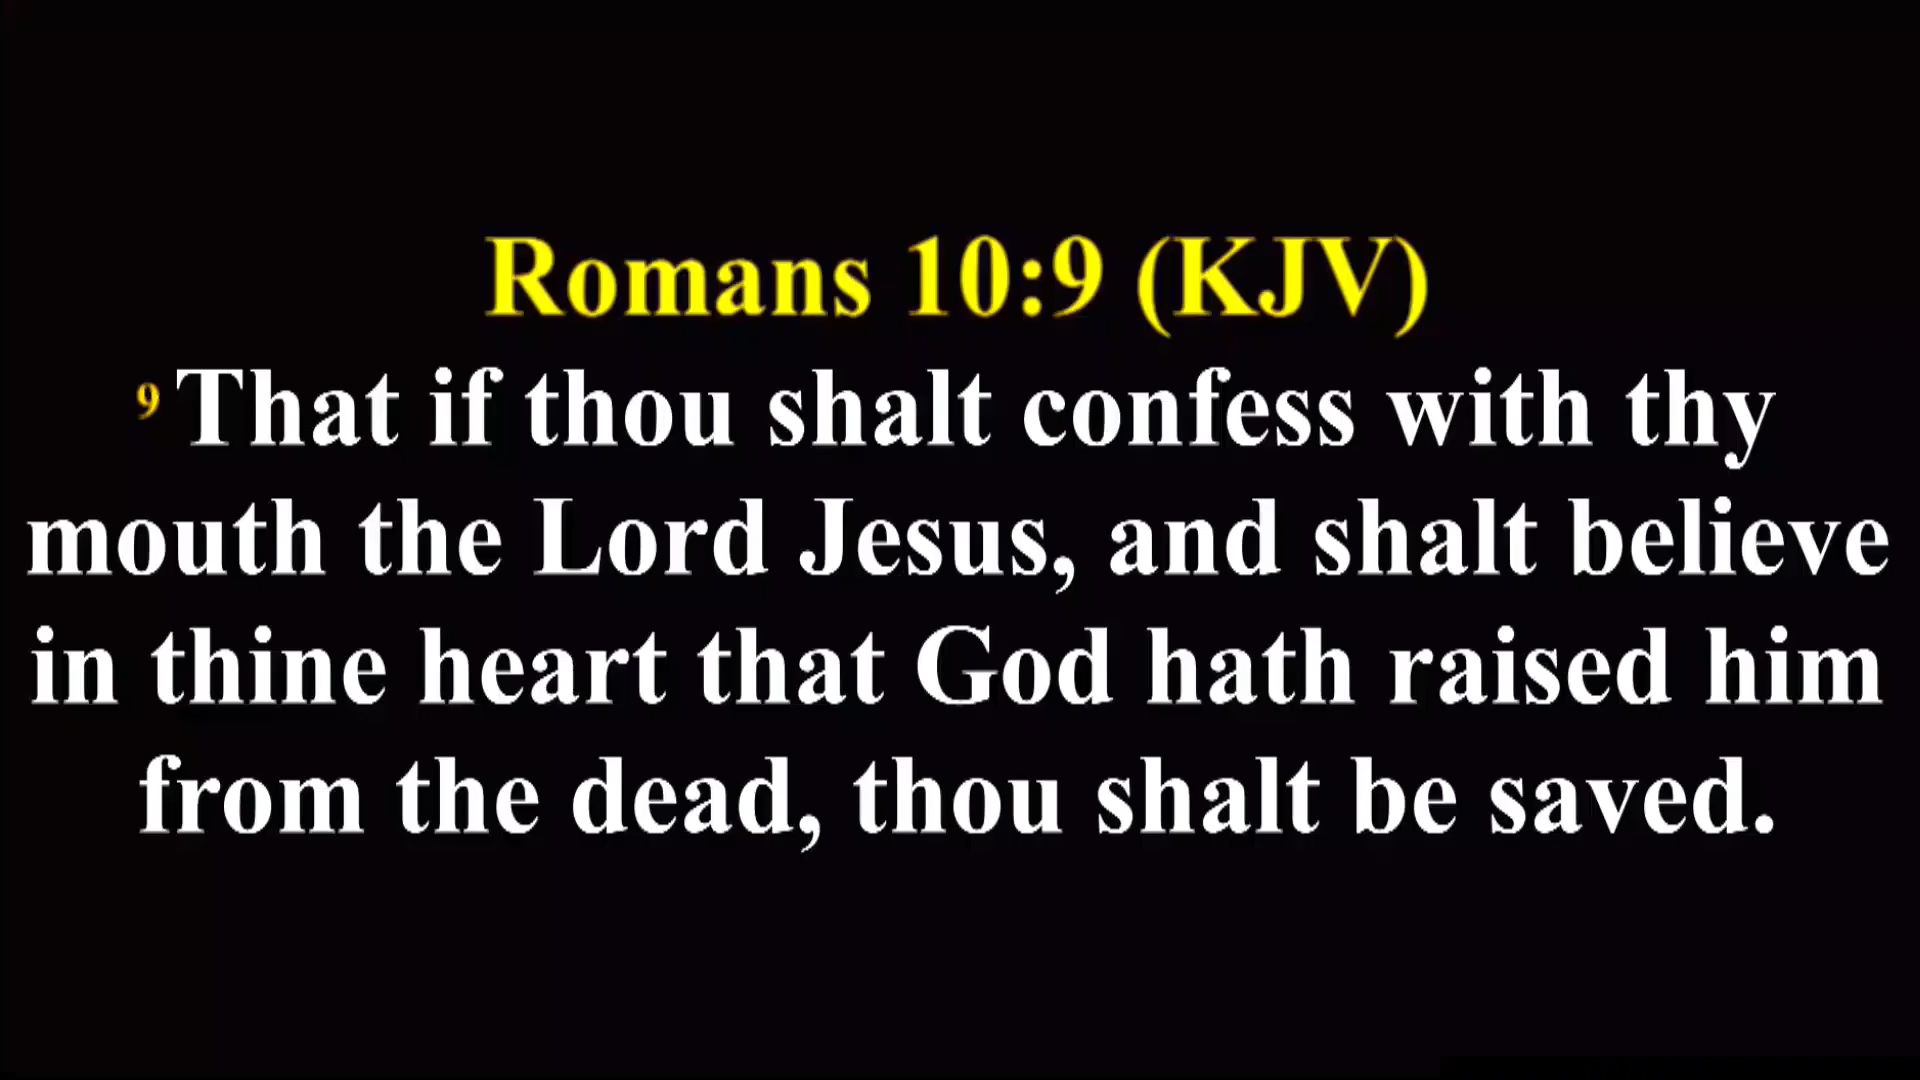 Romans 10:9 (KJV)
9 That if thou shalt confess with thy
mouth the Lord Jesus, and shalt believe
in thine heart that God hath raised him
from the dead, thou shalt be saved.